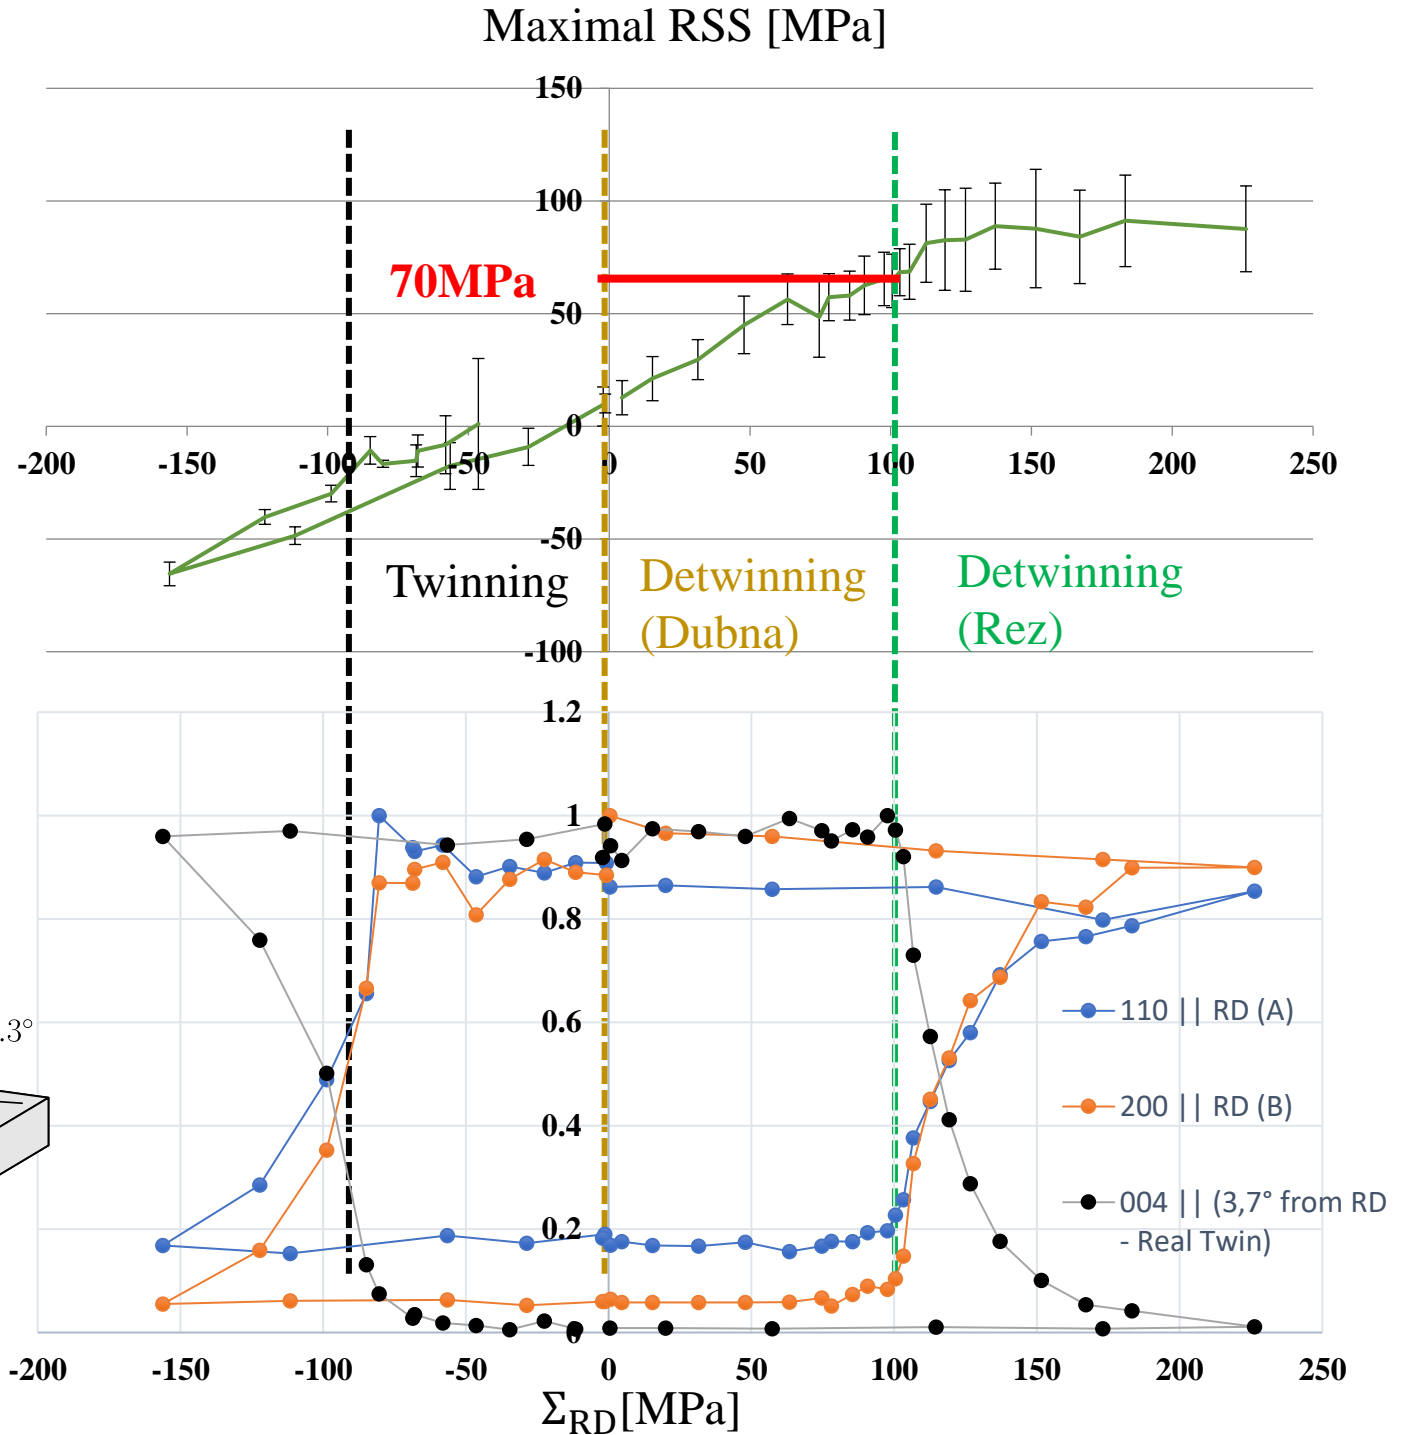 Maximal RSS [MPa]
150
100
70MPa
50
0
-200 -150 -100 -50 0 50 100 150 200 250
-50
Twinning
Detwinning
(Dubna)
Detwinning
(Rez)
-100
1.2
1
0.8
0.6
0.4
0.2
0
110 || RD (A)
200 || RD (B)
004 || (3,7° from RD
- Real Twin)
.3°
-200 -150 -100 -50 0 50 100 150 200 250
Σ_RD[MPa]